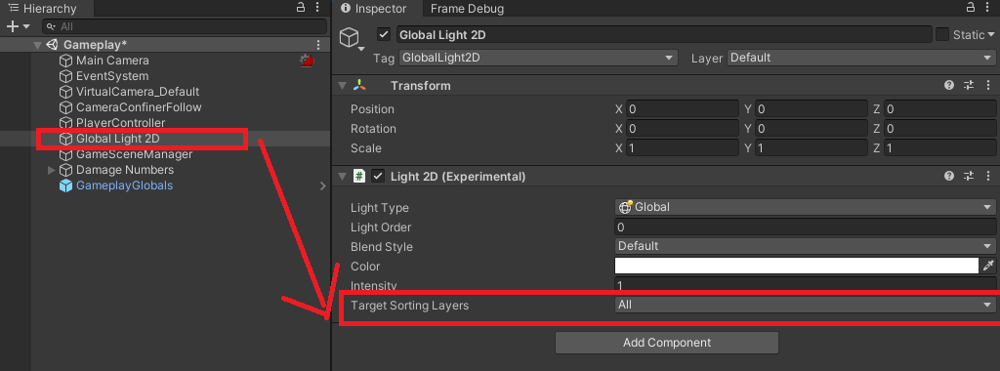 Hierarchy
All
Gameplay*
Main Camera
EventSystem
VirtualCamera_Default
CameraConfinerFollow
PlayerController
Global Light 2D
GameSceneManager
Damage Numbers
GameplayGlobals
Inspector Frame Debug
Global Light 2D Static
Tag GlobalLight2D Layer Default
Transform
Position X 0 Y 0 Z 0
Rotation X 0 Y 0 Z 0
Scale X 1 Y 1 Z 1
# Light 2D (Experimental)
Light Type Global
Light Order 0
Blend Style Default
Color
Intensity 1
Target Sorting Layers All
Add Component